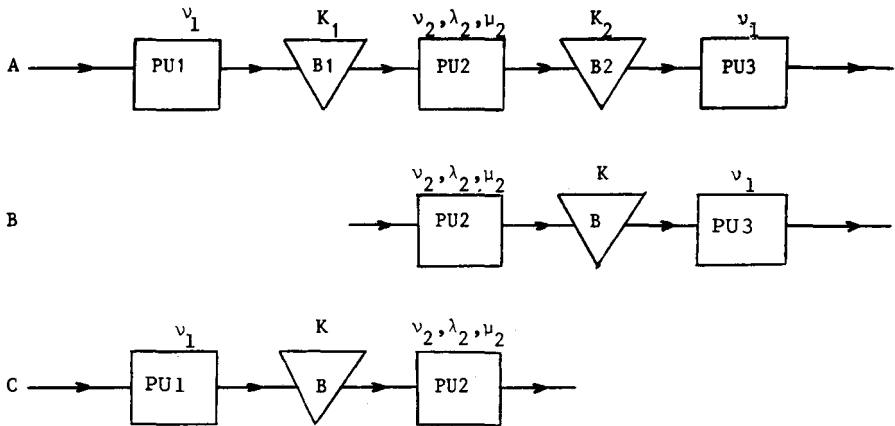 ν₁ K₁ ν₂,λ₂,μ₂ K₂ ν₁
A PU1 B1 PU2 B2 PU3
ν₂,λ₂,μ₂ K ν₁
B PU2 B PU3
ν₁ K ν₂,λ₂,μ₂
C PU1 B PU2